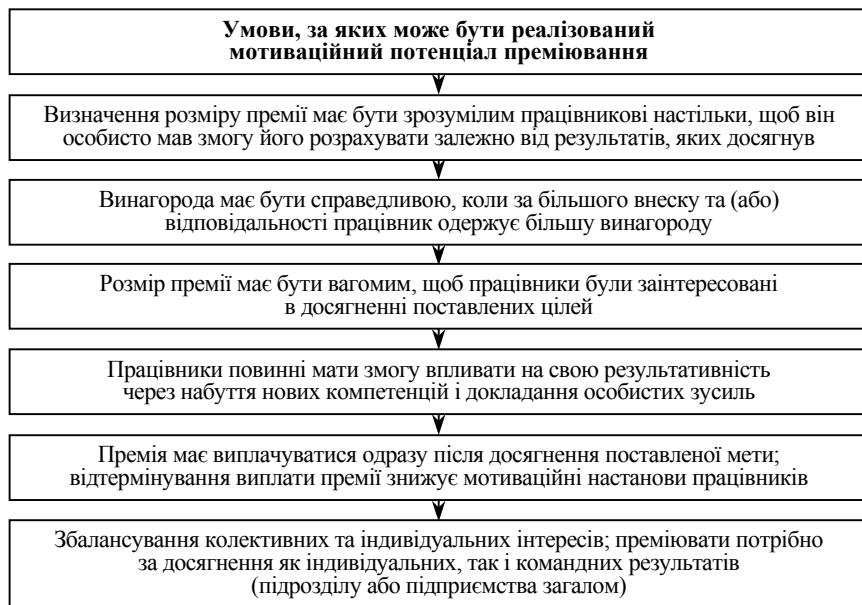 Умови, за яких може бути реалізований
мотиваційний потенціал преміювання
Визначення розміру премії має бути зрозумілим працівникові настільки, щоб він
особисто мав змогу його розрахувати залежно від результатів, яких досягнув
Винагорода має бути справедливою, коли за більшого внеску та (або)
відповідальності працівник одержує більшу винагороду
Розмір премії має бути вагомим, щоб працівники були заінтересовані
в досягненні поставлених цілей
Працівники повинні мати змогу впливати на свою результативність
через набуття нових компетенцій і докладання особистих зусиль
Премія має виплачуватися одразу після досягнення поставленої мети;
відтермінування виплати премії знижує мотиваційні настанови працівників
Збалансування колективних та індивідуальних інтересів; преміювати потрібно
за досягнення як індивідуальних, так і командних результатів
(підрозділу або підприємства загалом)